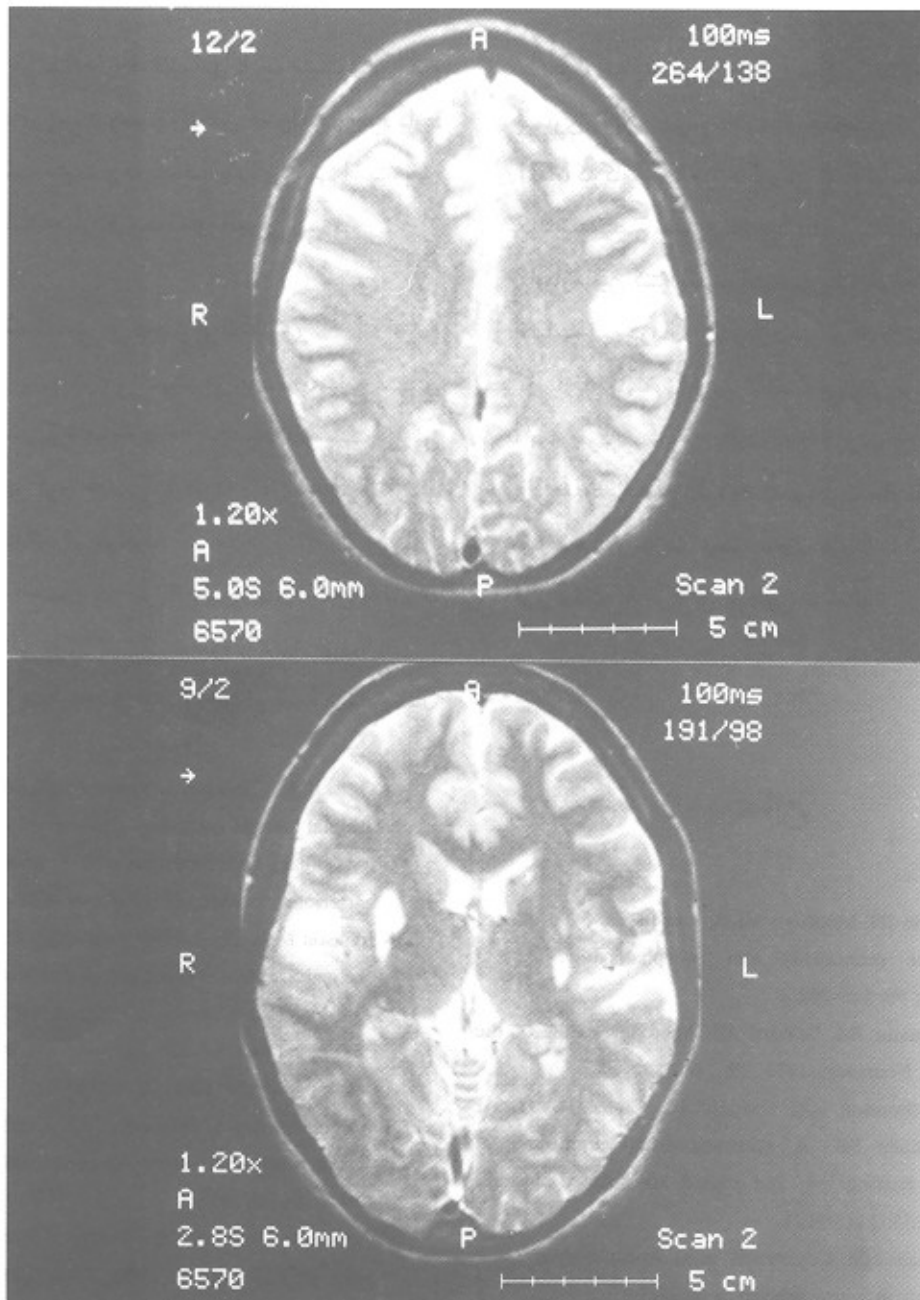 12/2
A
100ms
264/138
→
R
L
1.20x
A
5.0S 6.0mm
P
Scan 2
6570
5 cm
9/2
A
100ms
191/98
→
R
L
1.20x
A
2.8S 6.0mm
P
Scan 2
6570
5 cm